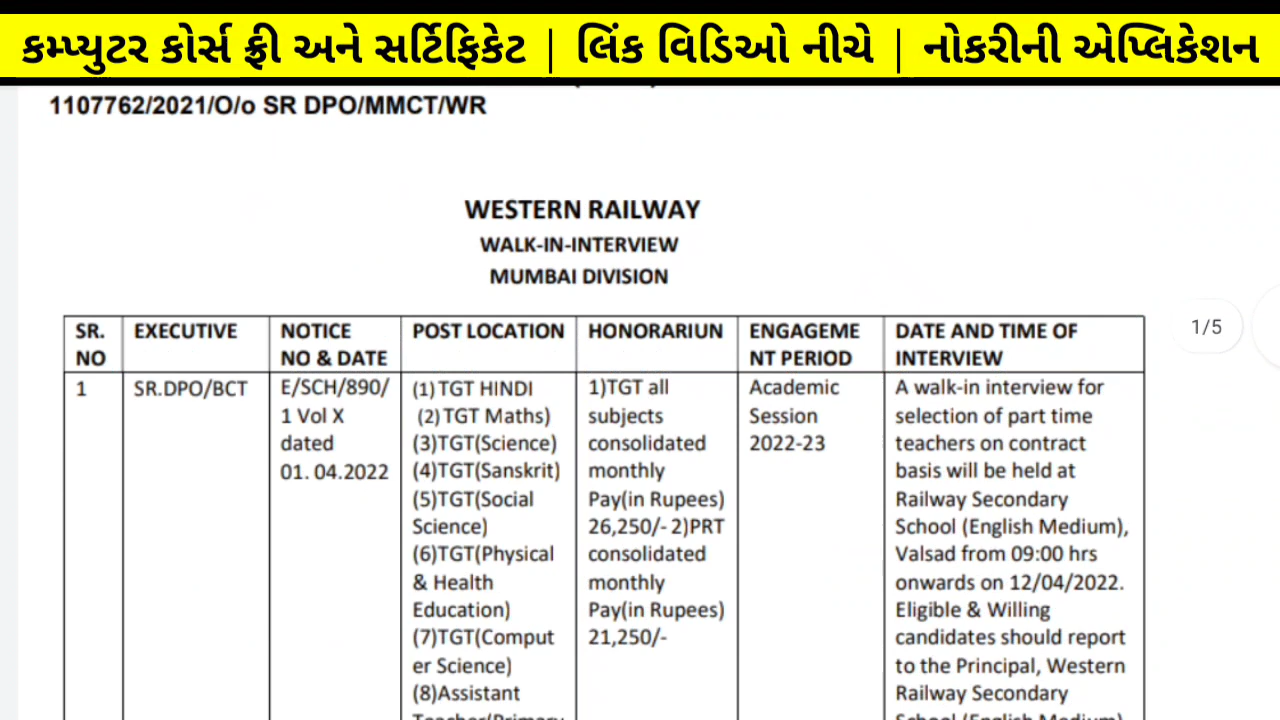 કમ્પ્યુટર કોર્સ ફ્રી અને સર્ટિફિકેટ | લિંક વિડિઓ નીચે | નોકરીની એપ્લિકેશન
1107762/2021/O/o SR DPO/MMCT/WR
WESTERN RAILWAY
WALK-IN-INTERVIEW
MUMBAI DIVISION
SR.
NO
EXECUTIVE
NOTICE
NO & DATE
POST LOCATION
HONORARIUN
ENGAGEME
NT PERIOD
DATE AND TIME OF
INTERVIEW
1
SR.DPO/BCT
E/SCH/890/
1 Vol X
dated
01. 04.2022
(1) TGT HINDI
(2) TGT Maths)
(3)TGT(Science)
(4)TGT(Sanskrit)
(5)TGT(Social
Science)
(6)TGT(Physical
& Health
Education)
(7)TGT(Comput
er Science)
(8)Assistant
Teacher(Primary
1)TGT all
subjects
consolidated
monthly
Pay(in Rupees)
26,250/- 2)PRT
consolidated
monthly
Pay(in Rupees)
21,250/-
Academic
Session
2022-23
A walk-in interview for
selection of part time
teachers on contract
basis will be held at
Railway Secondary
School (English Medium),
Valsad from 09:00 hrs
onwards on 12/04/2022.
Eligible & Willing
candidates should report
to the Principal, Western
Railway Secondary
School (English Medium)
1/5